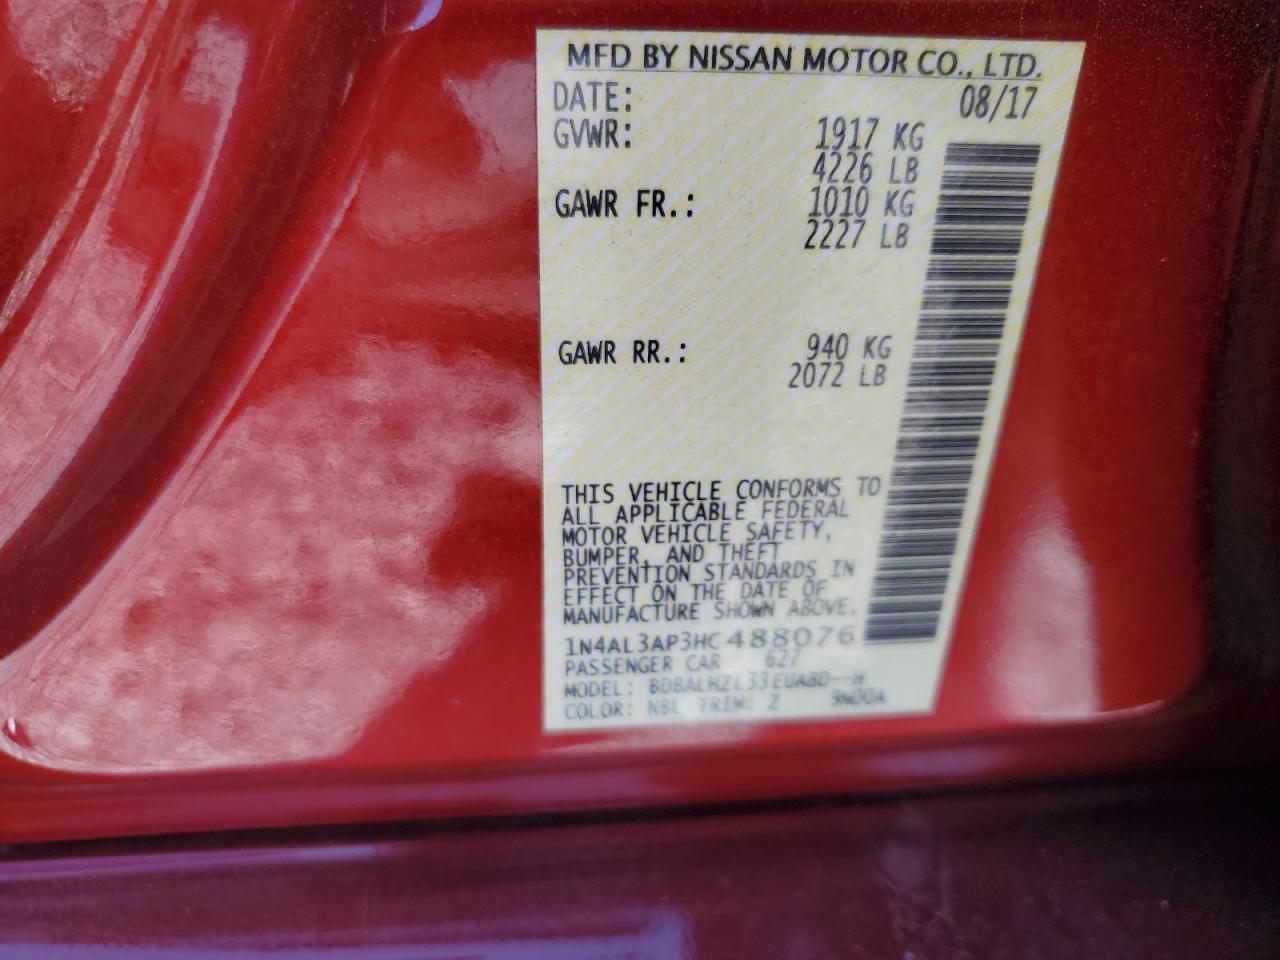 MFD BY NISSAN MOTOR CO., LTD.
DATE: 08/17
GVWR: 1917 KG
4226 LB
GAWR FR.: 1010 KG
2227 LB
GAWR RR.: 940 KG
2072 LB
THIS VEHICLE CONFORMS TO
ALL APPLICABLE FEDERAL
MOTOR VEHICLE SAFETY,
BUMPER, AND THEFT
PREVENTION STANDARDS IN
EFFECT ON THE DATE OF
MANUFACTURE SHOWN ABOVE.
1N4AL3AP3HC488076
PASSENGER CAR 627
MODEL:
COLOR: NBL TRIM: Z 9N00A